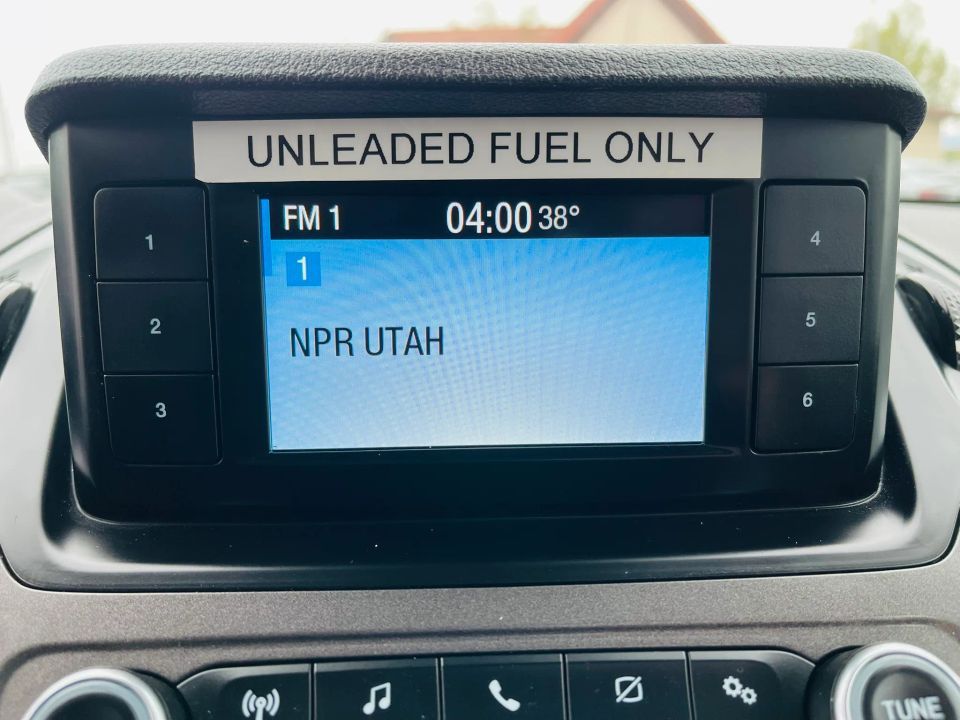 UNLEADED FUEL ONLY
FM 1 04:00 38°
1
NPR UTAH
1
2
3
4
5
6
TUNE